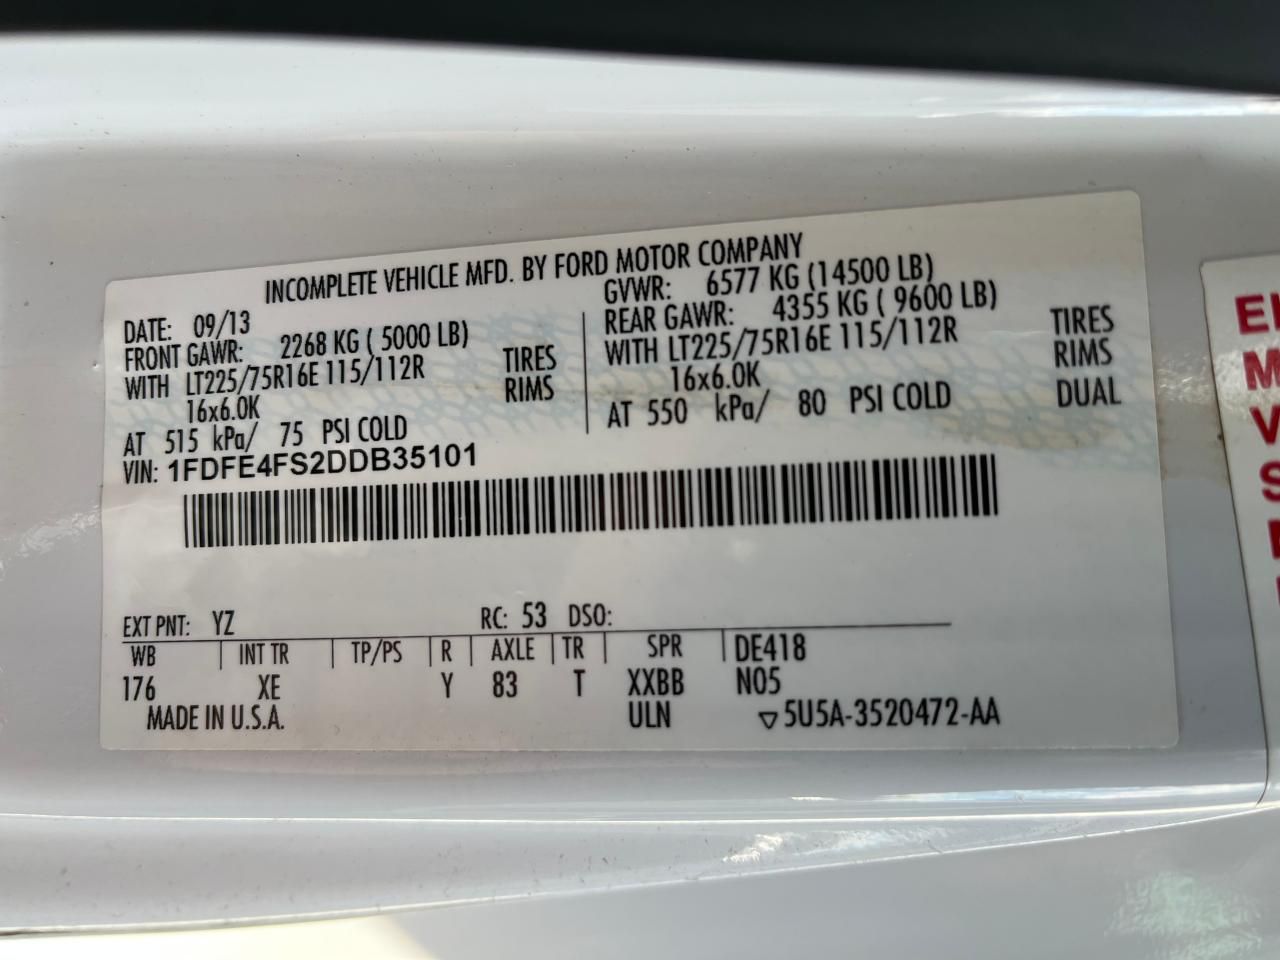 INCOMPLETE VEHICLE MFD. BY FORD MOTOR COMPANY
DATE: 09/13
FRONT GAWR: 2268 KG ( 5000 LB)
WITH LT225/75R16E 115/112R TIRES
16x6.0K RIMS
AT 515 kPa/ 75 PSI COLD
GVWR: 6577 KG (14500 LB)
REAR GAWR: 4355 KG ( 9600 LB)
WITH LT225/75R16E 115/112R TIRES
16x6.0K RIMS
AT 550 kPa/ 80 PSI COLD DUAL
VIN: 1FDFE4FS2DDB35101
EXT PNT: YZ RC: 53 DSO:
WB | INT TR | TP/PS | R | AXLE | TR | SPR | DE418
176 XE Y 83 T XXBB N05
MADE IN U.S.A. ULN ▽5U5A-3520472-AA